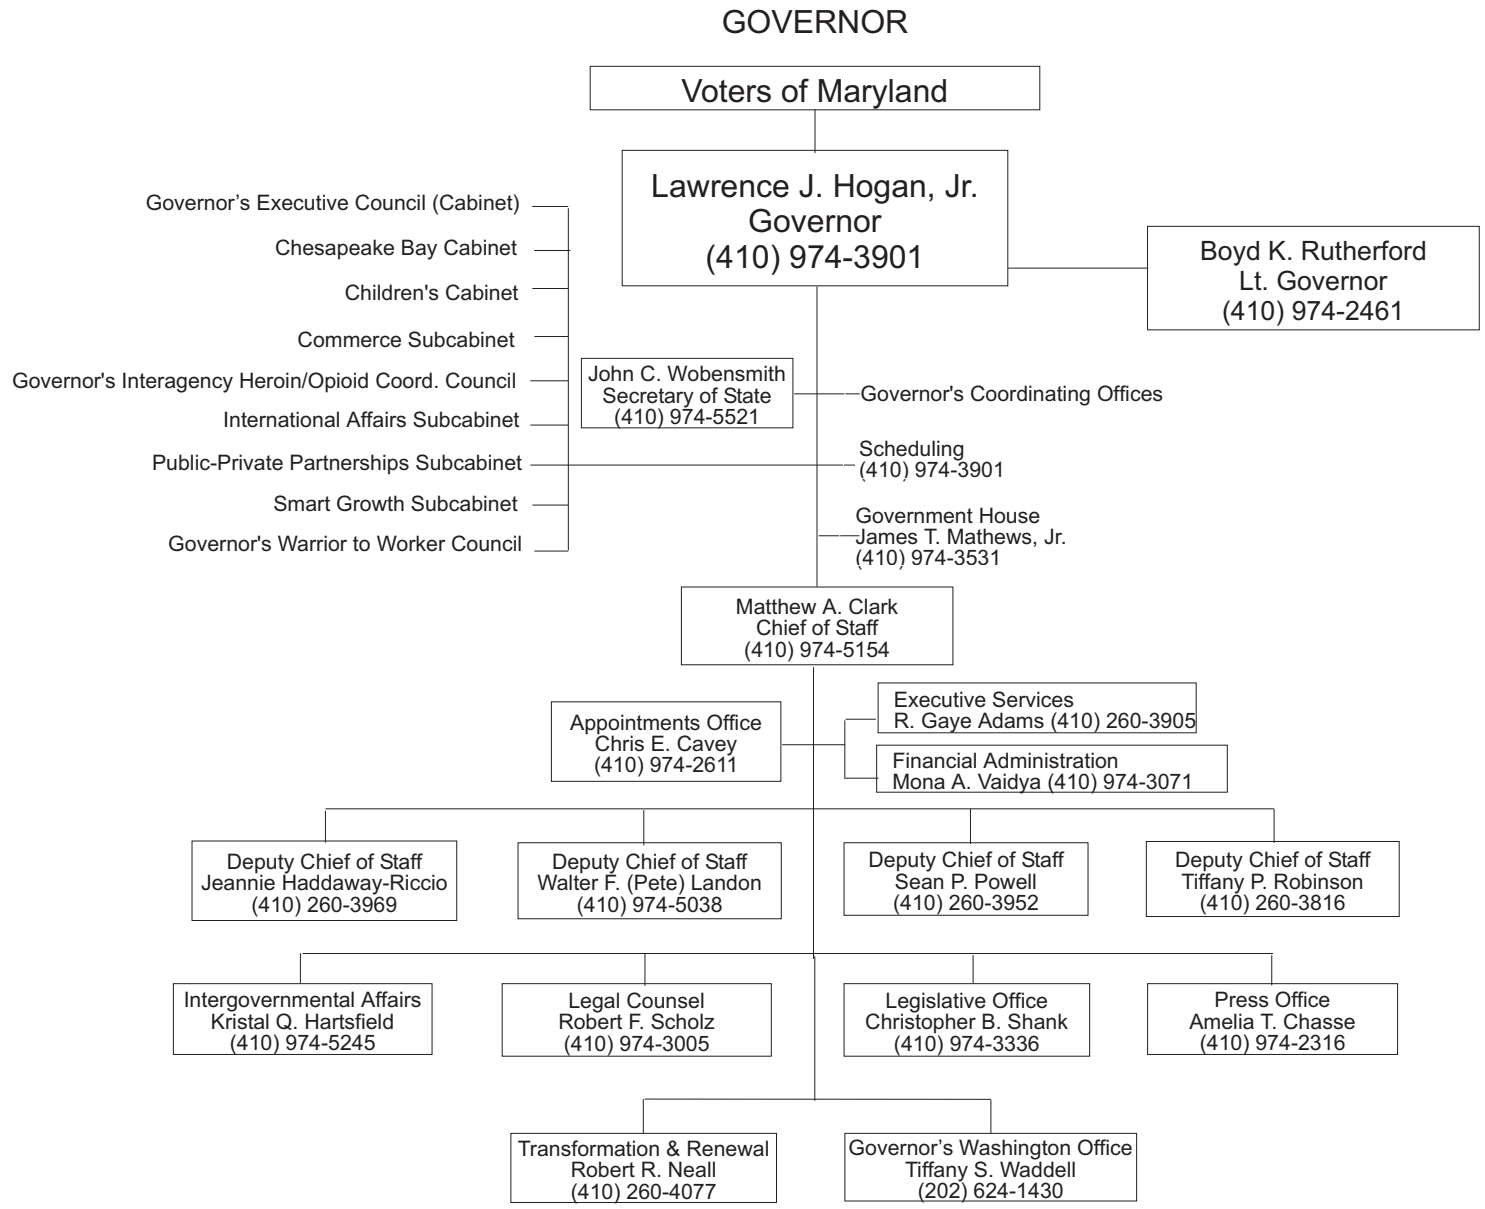 GOVERNOR
Voters of Maryland
Lawrence J. Hogan, Jr.
Governor
(410) 974-3901
Boyd K. Rutherford
Lt. Governor
(410) 974-2461
Governor’s Executive Council (Cabinet)
Chesapeake Bay Cabinet
Children's Cabinet
Commerce Subcabinet
Governor's Interagency Heroin/Opioid Coord. Council
International Affairs Subcabinet
Public-Private Partnerships Subcabinet
Smart Growth Subcabinet
Governor's Warrior to Worker Council
John C. Wobensmith
Secretary of State
(410) 974-5521
Governor's Coordinating Offices
Scheduling
(410) 974-3901
Government House
James T. Mathews, Jr.
(410) 974-3531
Matthew A. Clark
Chief of Staff
(410) 974-5154
Appointments Office
Chris E. Cavey
(410) 974-2611
Executive Services
R. Gaye Adams (410) 260-3905
Financial Administration
Mona A. Vaidya (410) 974-3071
Deputy Chief of Staff
Jeannie Haddaway-Riccio
(410) 260-3969
Deputy Chief of Staff
Walter F. (Pete) Landon
(410) 974-5038
Deputy Chief of Staff
Sean P. Powell
(410) 260-3952
Deputy Chief of Staff
Tiffany P. Robinson
(410) 260-3816
Intergovernmental Affairs
Kristal Q. Hartsfield
(410) 974-5245
Legal Counsel
Robert F. Scholz
(410) 974-3005
Legislative Office
Christopher B. Shank
(410) 974-3336
Press Office
Amelia T. Chasse
(410) 974-2316
Transformation & Renewal
Robert R. Neall
(410) 260-4077
Governor’s Washington Office
Tiffany S. Waddell
(202) 624-1430